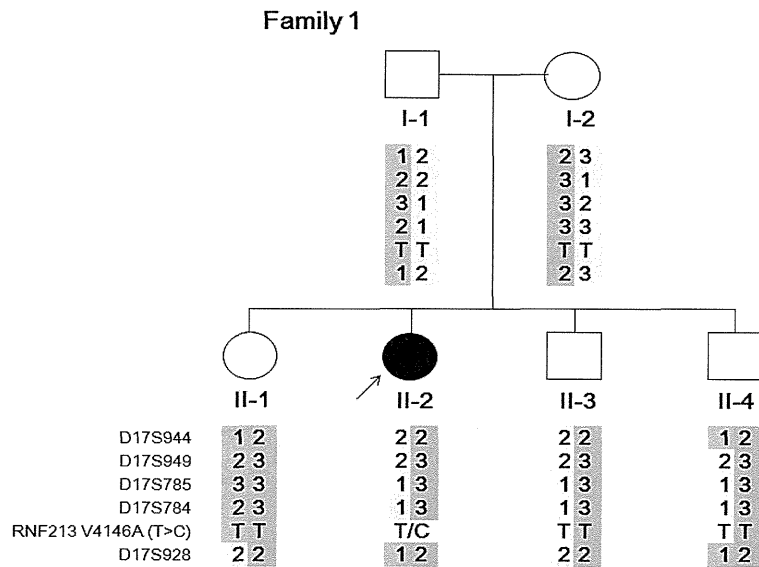 Family 1
I-1 I-2
1 2 2 3
2 2 3 1
3 1 3 2
2 1 3 3
T T T T
1 2 2 3
II-1 II-2 II-3 II-4
D17S944 1 2 2 2 2 2 1 2
D17S949 2 3 2 3 2 3 2 3
D17S785 3 3 1 3 1 3 1 3
D17S784 2 3 1 3 1 3 1 3
RNF213 V4146A (T>C) T T T/C T T T T
D17S928 2 2 1 2 2 2 1 2